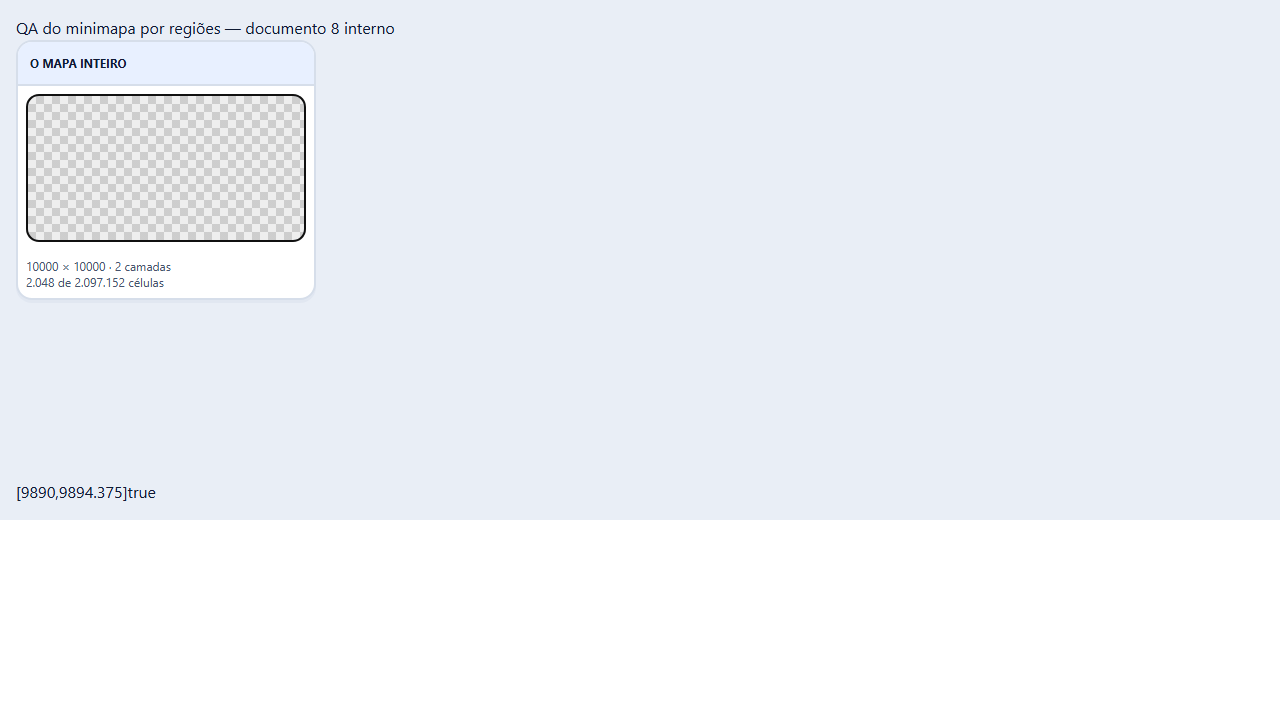 QA do minimapa por regiões — documento 8 interno
O MAPA INTEIRO
10000 × 10000 · 2 camadas
2.048 de 2.097.152 células
[9890,9894.375]true